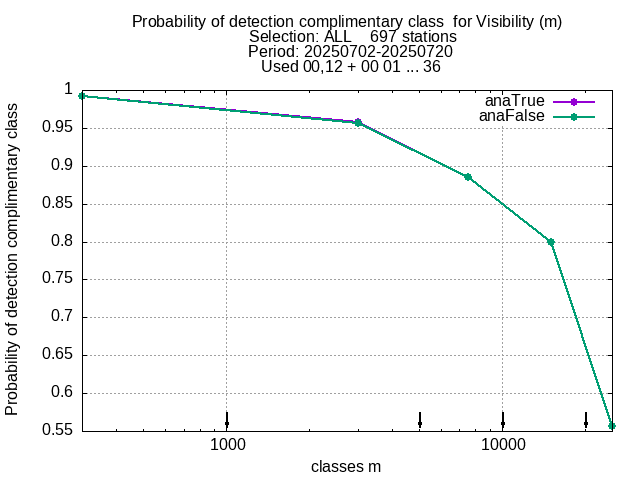 Probability of detection complimentary class  for Visibility (m)
Selection: ALL    697 stations
Period: 20250702-20250720
Used 00,12 + 00 01 ... 36
anaTrue
anaFalse
Probability of detection complimentary class
1
0.95
0.9
0.85
0.8
0.75
0.7
0.65
0.6
0.55
1000
10000
classes m